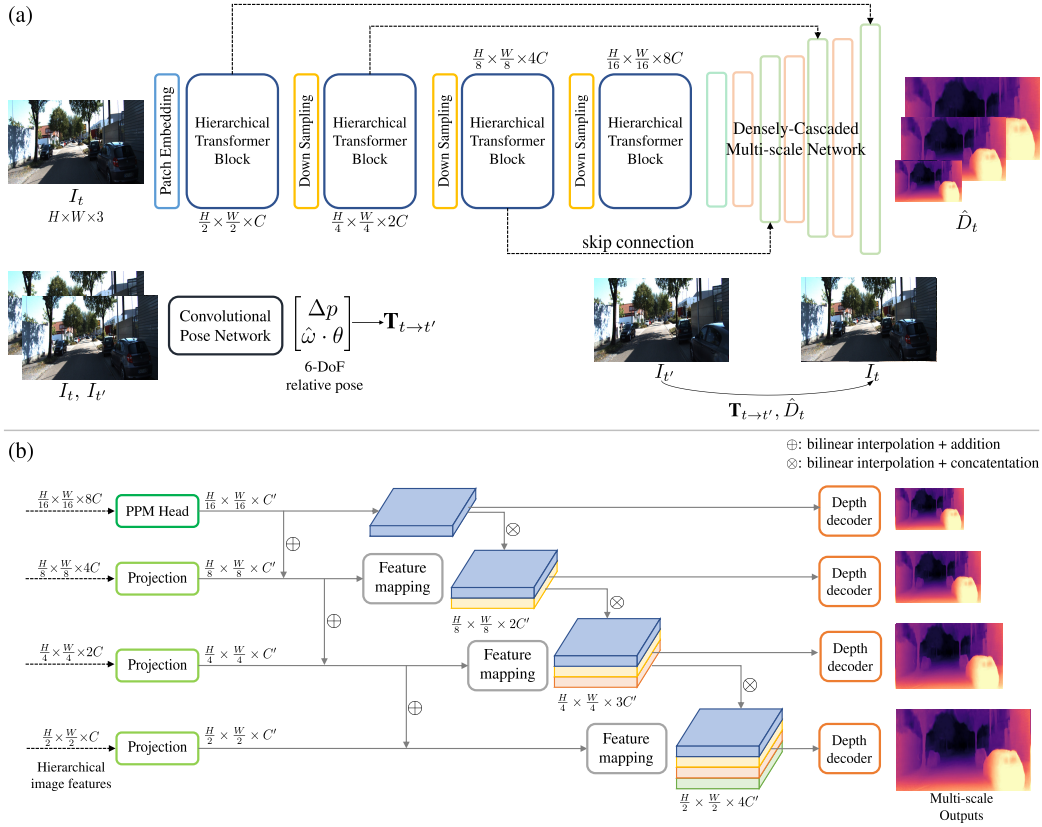 (a)
H/8 × W/8 × 4C
H/16 × W/16 × 8C
Patch Embedding
Hierarchical
Transformer
Block
Down Sampling
Hierarchical
Transformer
Block
Down Sampling
Hierarchical
Transformer
Block
Down Sampling
Hierarchical
Transformer
Block
Densely-Cascaded
Multi-scale Network
I_t
H×W×3
H/2 × W/2 × C
H/4 × W/4 × 2C
D̂_t
skip connection
Convolutional
Pose Network
Δp
ω̂ · θ
T_{t→t′}
6-DoF
relative pose
I_t, I_{t′}
I_{t′}
I_t
T_{t→t′}, D̂_t
(b)
⊕: bilinear interpolation + addition
⊗: bilinear interpolation + concatentation
H/16 × W/16 × 8C
PPM Head
H/16 × W/16 × C′
⊗
Depth
decoder
⊕
H/8 × W/8 × 4C
Projection
H/8 × W/8 × C′
Feature
mapping
Depth
decoder
⊗
H/8 × W/8 × 2C′
⊕
H/4 × W/4 × 2C
Projection
H/4 × W/4 × C′
Feature
mapping
Depth
decoder
⊗
H/4 × W/4 × 3C′
⊕
H/2 × W/2 × C
Projection
H/2 × W/2 × C′
Feature
mapping
Depth
decoder
Hierarchical
image features
H/2 × W/2 × 4C′
Multi-scale
Outputs